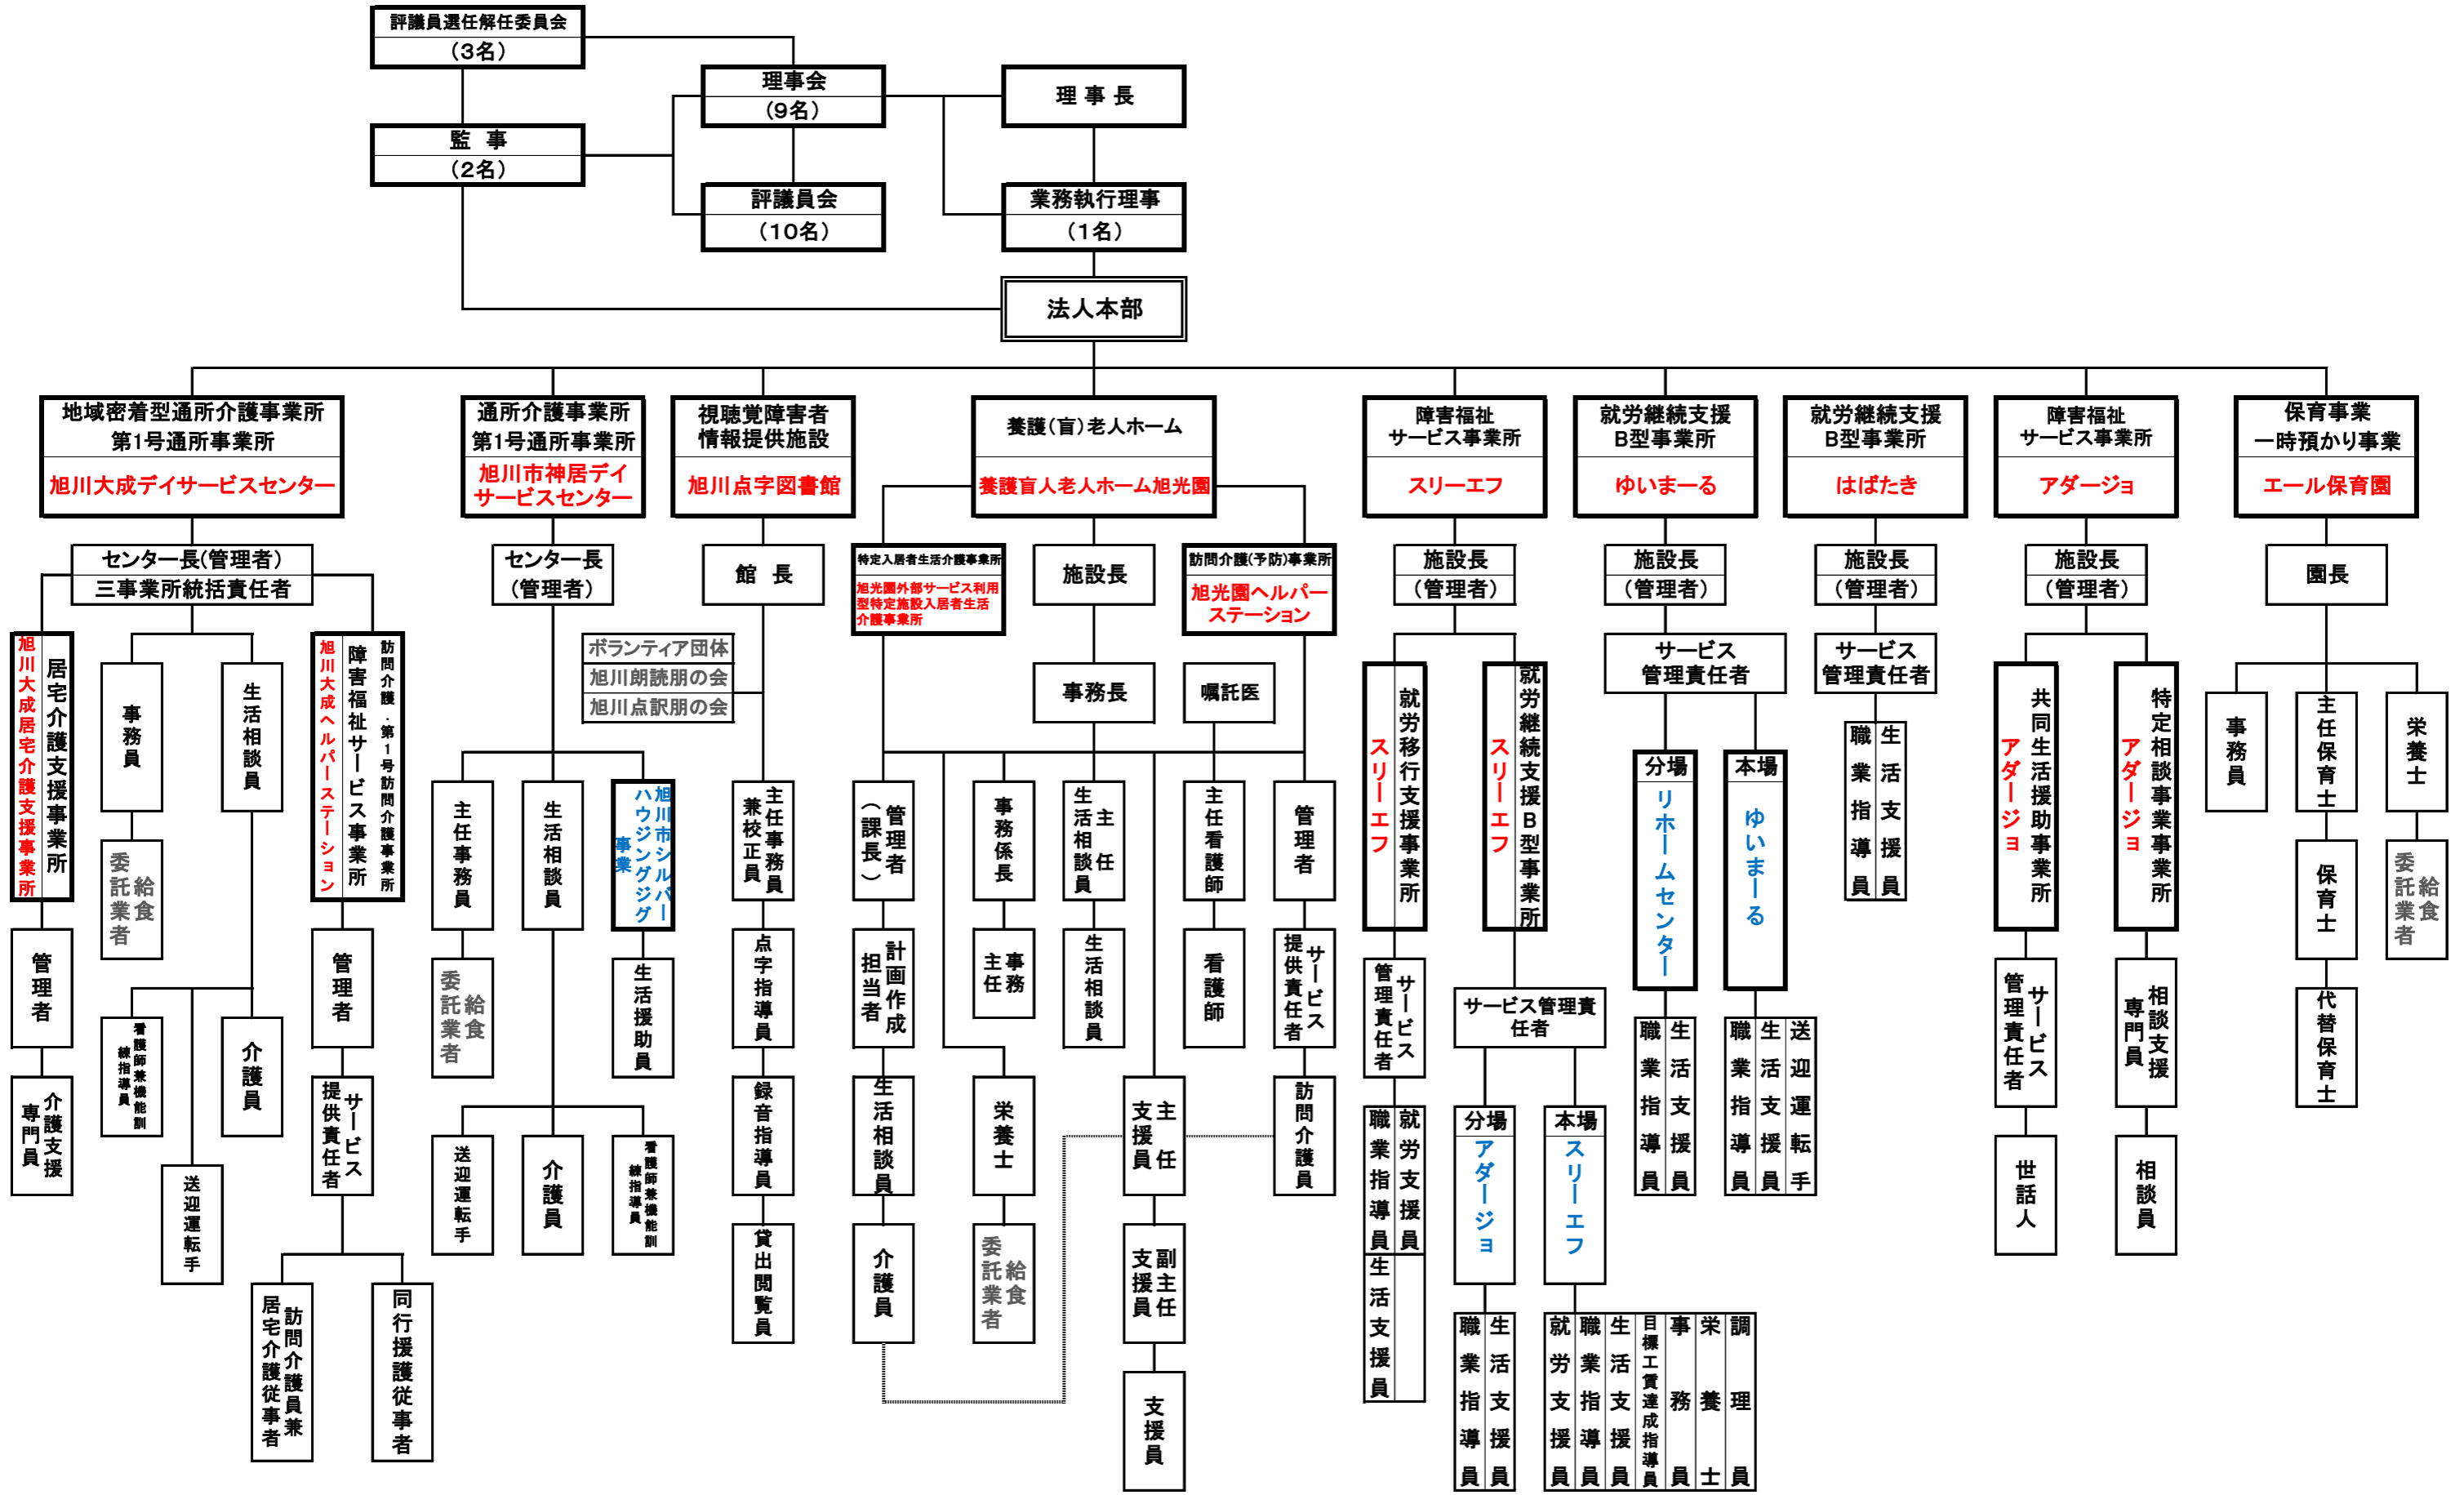 評議員選任解任委員会
(3名)
理事会
(9名)
理 事 長
監　事
(2名)
評議員会
(10名)
業務執行理事
(1名)
法人本部
地域密着型通所介護事業所
第1号通所事業所
旭川大成デイサービスセンター
通所介護事業所
第1号通所事業所
旭川市神居デイ
サービスセンター
視聴覚障害者
情報提供施設
旭川点字図書館
養護(盲)老人ホーム
養護盲人老人ホーム旭光園
障害福祉
サービス事業所
スリーエフ
就労継続支援
B型事業所
ゆいまーる
就労継続支援
B型事業所
はばたき
障害福祉
サービス事業所
アダージョ
保育事業
一時預かり事業
エール保育園
センター長(管理者)
三事業所統括責任者
居宅介護支援事業所
旭川大成居宅介護支援事業所
管理者
介護支援
専門員
事務員
給食
委託業者
生活相談員
看護師兼機能訓
練指導員
送迎運転手
介護員
訪問介護・第1号訪問介護事業所
障害福祉サービス事業所
旭川大成ヘルパーステーション
管理者
サービス
提供責任者
訪問介護員兼
居宅介護従事者
同行援護従事者
センター長
(管理者)
主任事務員
給食
委託業者
生活相談員
旭川市シルバー
ハウジングジング
事業
生活援助員
送迎運転手
介護員
看護師兼機能訓
練指導員
館　長
ボランティア団体
旭川朗読朋の会
旭川点訳朋の会
主任事務員
兼校正員
点字指導員
録音指導員
貸出閲覧員
特定入居者生活介護事業所
旭光園外部サービス利用
型特定施設入居者生活
介護事業所
施設長
訪問介護(予防)事業所
旭光園ヘルパー
ステーション
事務長
嘱託医
管理者
(課長)
計画作成
担当者
生活相談員
介護員
事務係長
事務
主任
栄養士
給食
委託業者
主任
生活相談員
生活相談員
主任
支援員
副主任
支援員
支援員
主任看護師
看護師
管理者
サービス
提供責任者
訪問介護員
施設長
(管理者)
就労移行支援事業所
スリーエフ
サービス
管理責任者
就労支援員
職業指導員
生活支援員
就労継続支援B型事業所
スリーエフ
サービス管理責
任者
分場
アダージョ
生活支援員
職業指導員
本場
スリーエフ
調理員
栄養士
事務員
目標工賃達成指導員
生活支援員
職業指導員
就労支援員
施設長
(管理者)
サービス
管理責任者
分場
リホームセンター
生活支援員
職業指導員
本場
ゆいまーる
送迎運転手
生活支援員
職業指導員
施設長
(管理者)
サービス
管理責任者
生活支援員
職業指導員
施設長
(管理者)
共同生活援助事業所
アダージョ
サービス
管理責任者
世話人
特定相談事業事業所
アダージョ
相談支援
専門員
相談員
園長
事務員
主任保育士
保育士
代替保育士
栄養士
給食
委託業者